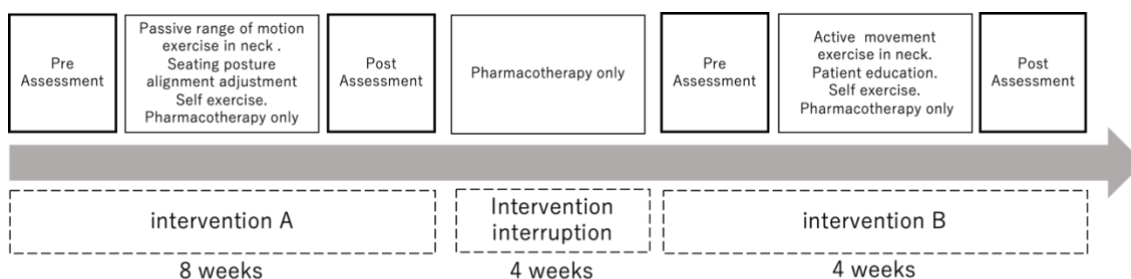 Pre
Assessment
Passive range of motion
exercise in neck .
Seating posture
alignment adjustment
Self exercise.
Pharmacotherapy only
Post
Assessment
Pharmacotherapy only
Pre
Assessment
Active movement
exercise in neck.
Patient education.
Self exercise.
Pharmacotherapy only
Post
Assessment
intervention A
Intervention
interruption
intervention B
8 weeks
4 weeks
4 weeks